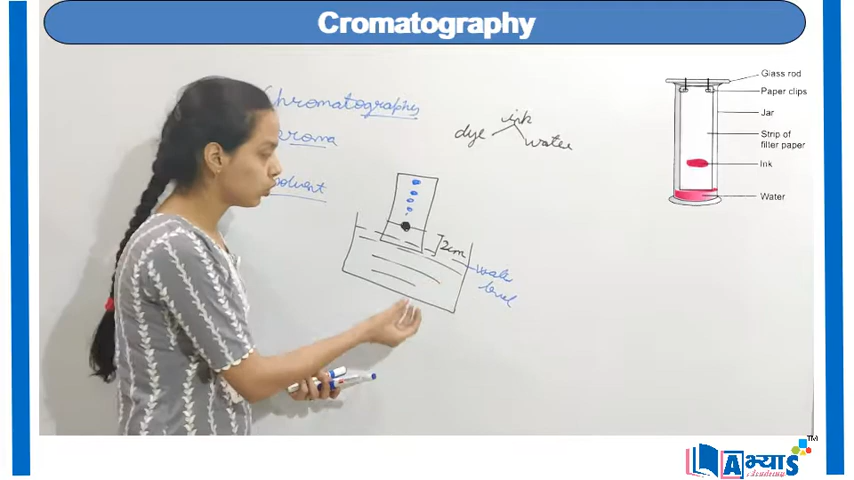 Cromatography
Chromatography
croma
solvent
ink
dye
water
2cm
water
level
Glass rod
Paper clips
Jar
Strip of
filter paper
Ink
Water
अभ्याS
Academy
TM